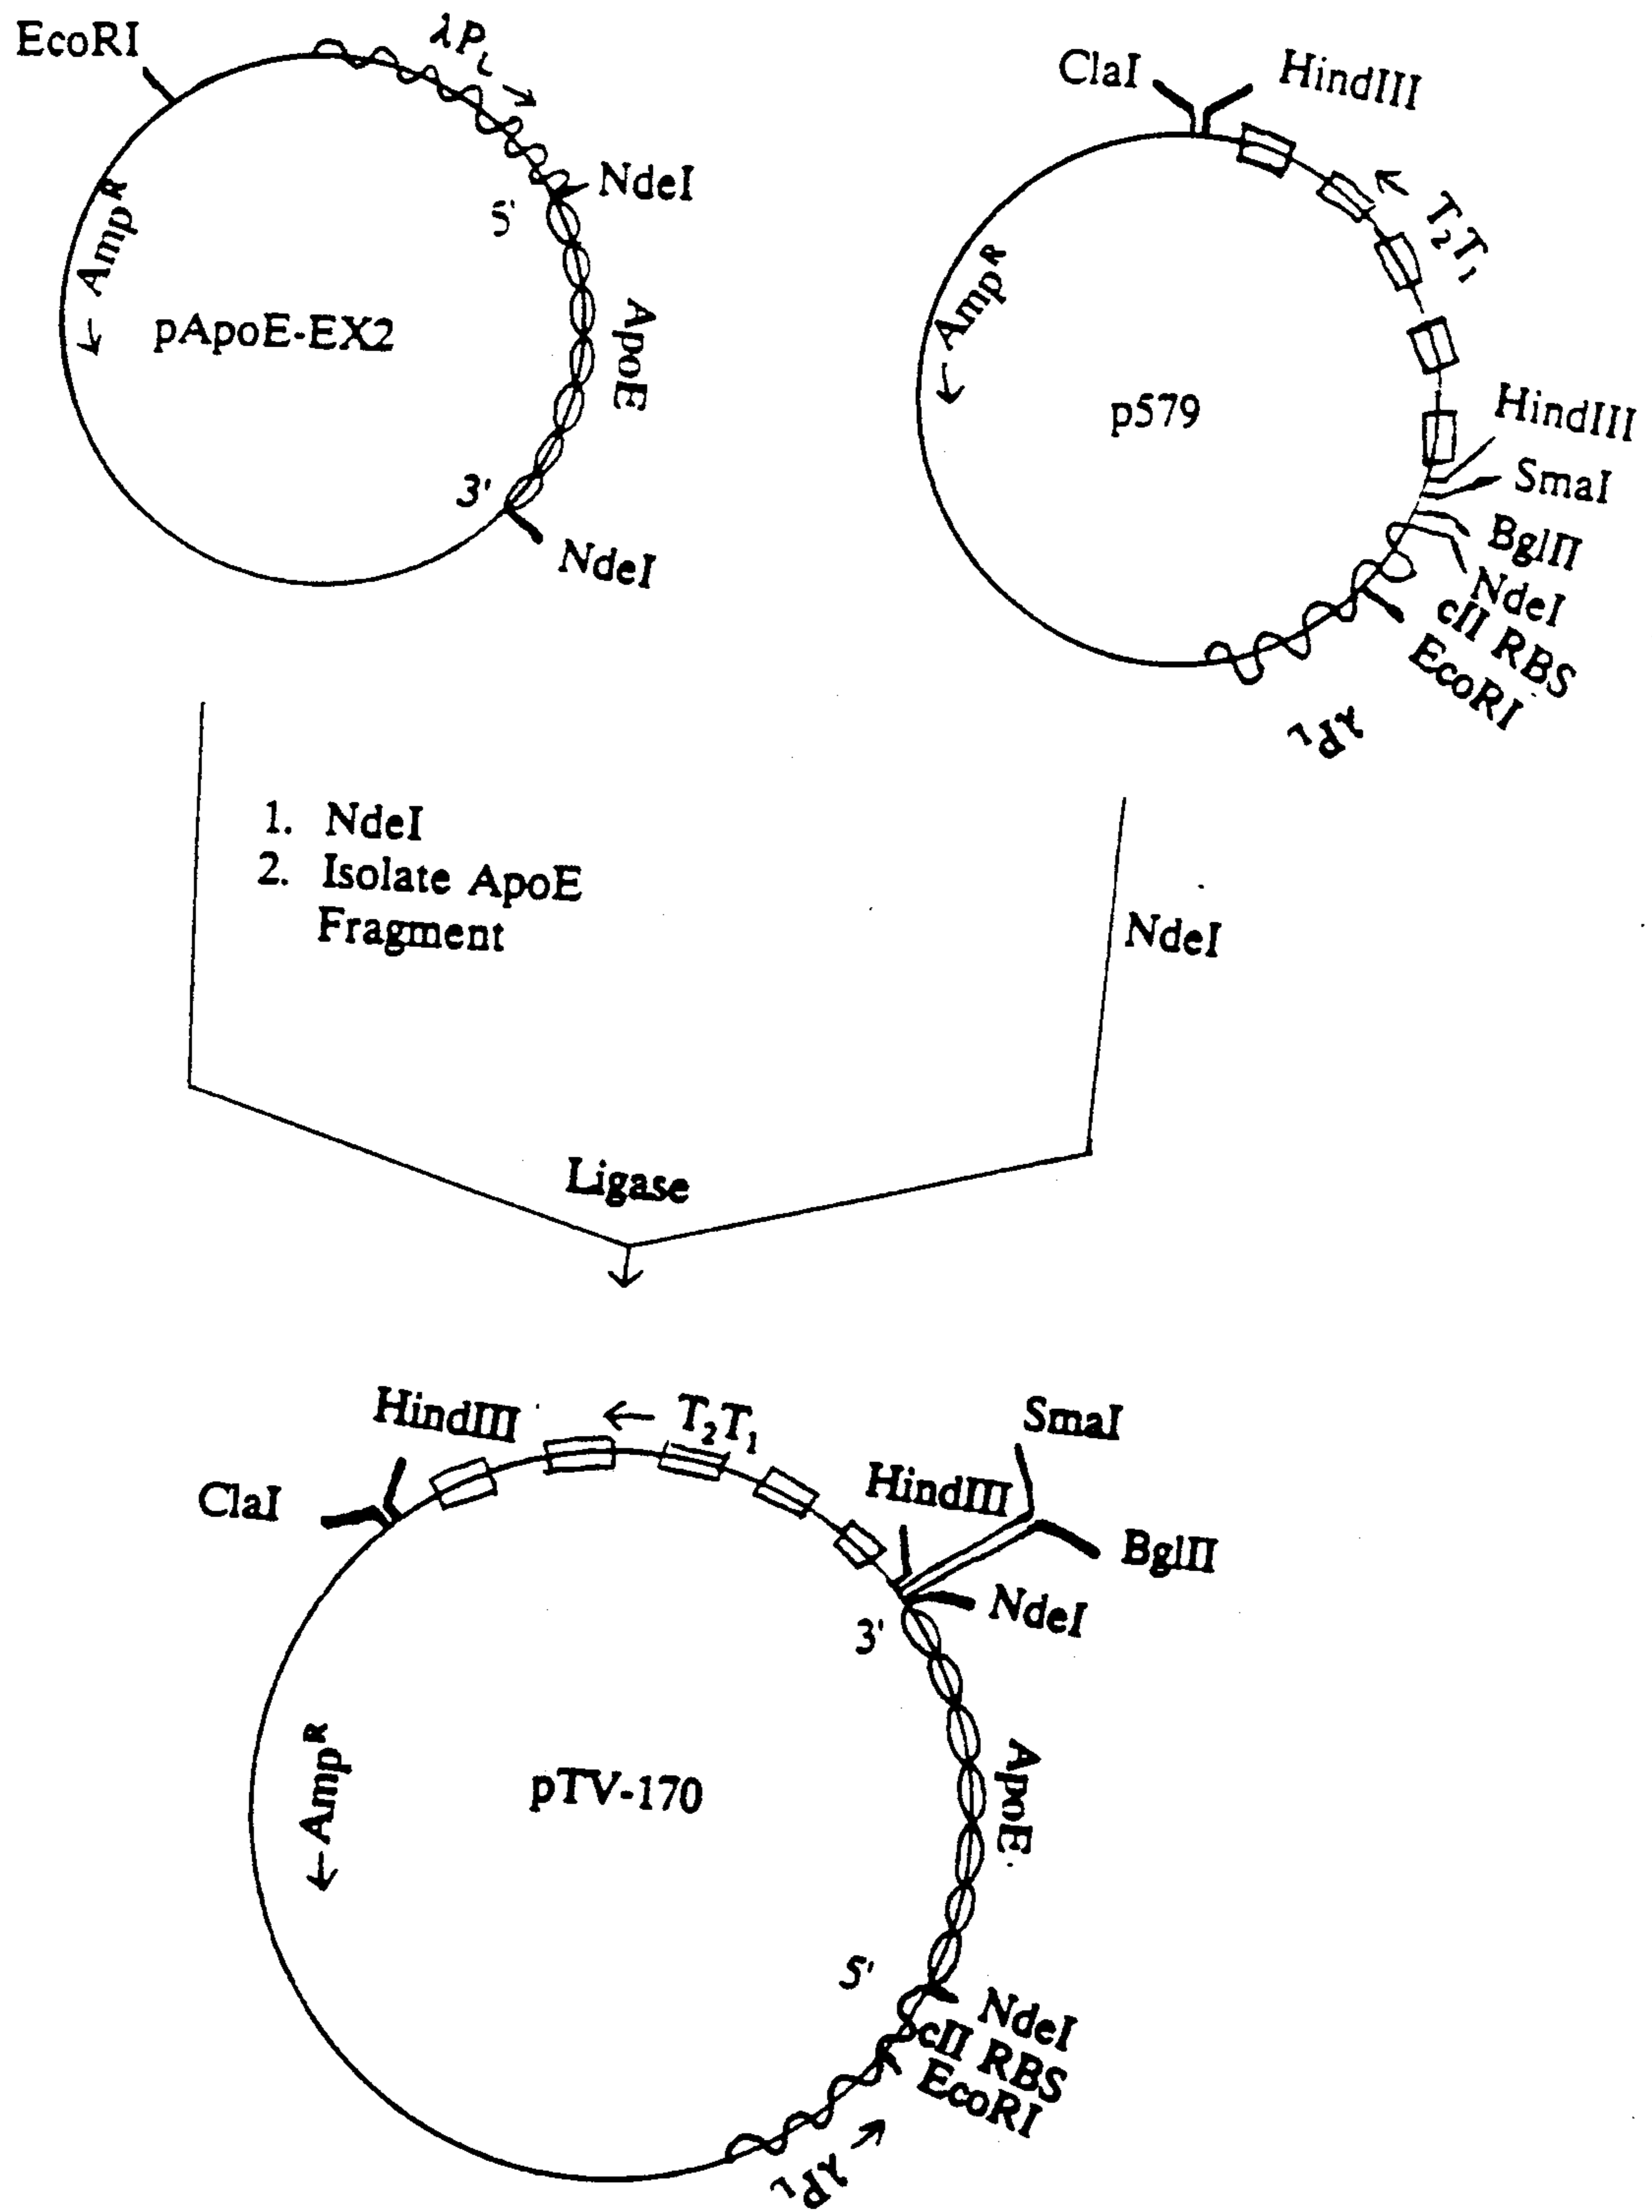 EcoRI
λP_L →
NdeI
5'
← Amp^R
pApoE-EX2
ApoE
3'
NdeI
ClaI
HindIII
← T₂T₁
← Amp^R
p579
HindIII
SmaI
BglII
NdeI
cII RBS
EcoRI
λP_L
1. NdeI
2. Isolate ApoE
Fragment
NdeI
Ligase
HindIII
← T₂T₁
SmaI
ClaI
HindIII
BglII
NdeI
3'
← Amp^R
pTV-170
ApoE
5'
NdeI
cII RBS
EcoRI
λP_L →